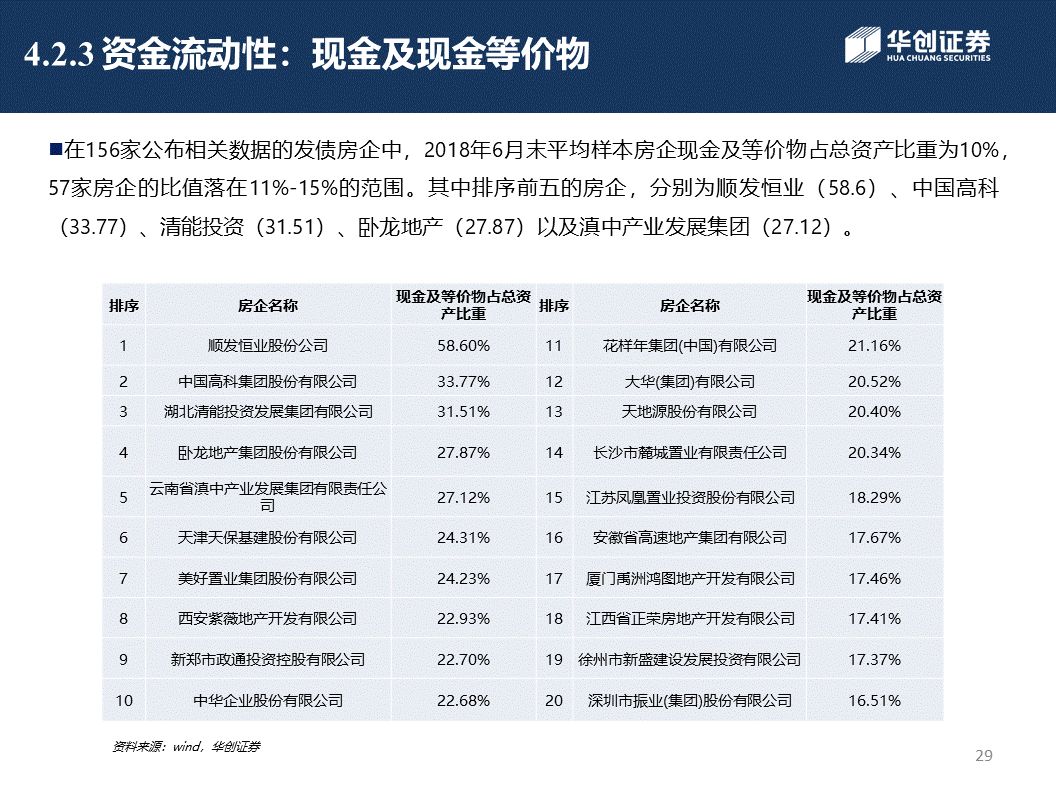 4.2.3 资金流动性：现金及现金等价物
华创证券
HUA CHUANG SECURITIES
■在156家公布相关数据的发债房企中，2018年6月末平均样本房企现金及等价物占总资产比重为10%，
57家房企的比值落在11%-15%的范围。其中排序前五的房企，分别为顺发恒业（58.6）、中国高科
（33.77）、清能投资（31.51）、卧龙地产（27.87）以及滇中产业发展集团（27.12）。
排序 房企名称 现金及等价物占总资产比重 排序 房企名称 现金及等价物占总资产比重
1 顺发恒业股份公司 58.60% 11 花样年集团(中国)有限公司 21.16%
2 中国高科集团股份有限公司 33.77% 12 大华(集团)有限公司 20.52%
3 湖北清能投资发展集团有限公司 31.51% 13 天地源股份有限公司 20.40%
4 卧龙地产集团股份有限公司 27.87% 14 长沙市麓城置业有限责任公司 20.34%
5 云南省滇中产业发展集团有限责任公司 27.12% 15 江苏凤凰置业投资股份有限公司 18.29%
6 天津天保基建股份有限公司 24.31% 16 安徽省高速地产集团有限公司 17.67%
7 美好置业集团股份有限公司 24.23% 17 厦门禹洲鸿图地产开发有限公司 17.46%
8 西安紫薇地产开发有限公司 22.93% 18 江西省正荣房地产开发有限公司 17.41%
9 新郑市政通投资控股有限公司 22.70% 19 徐州市新盛建设发展投资有限公司 17.37%
10 中华企业股份有限公司 22.68% 20 深圳市振业(集团)股份有限公司 16.51%
资料来源：wind，华创证券
29